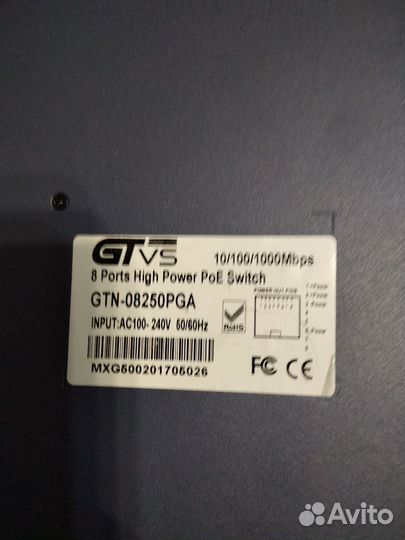 GTVS
10/100/1000Mbps
8 Ports High Power PoE Switch
GTN-08250PGA
INPUT:AC100- 240V 50/60Hz
RoHS
FC CE
MXG500201705026
Avito